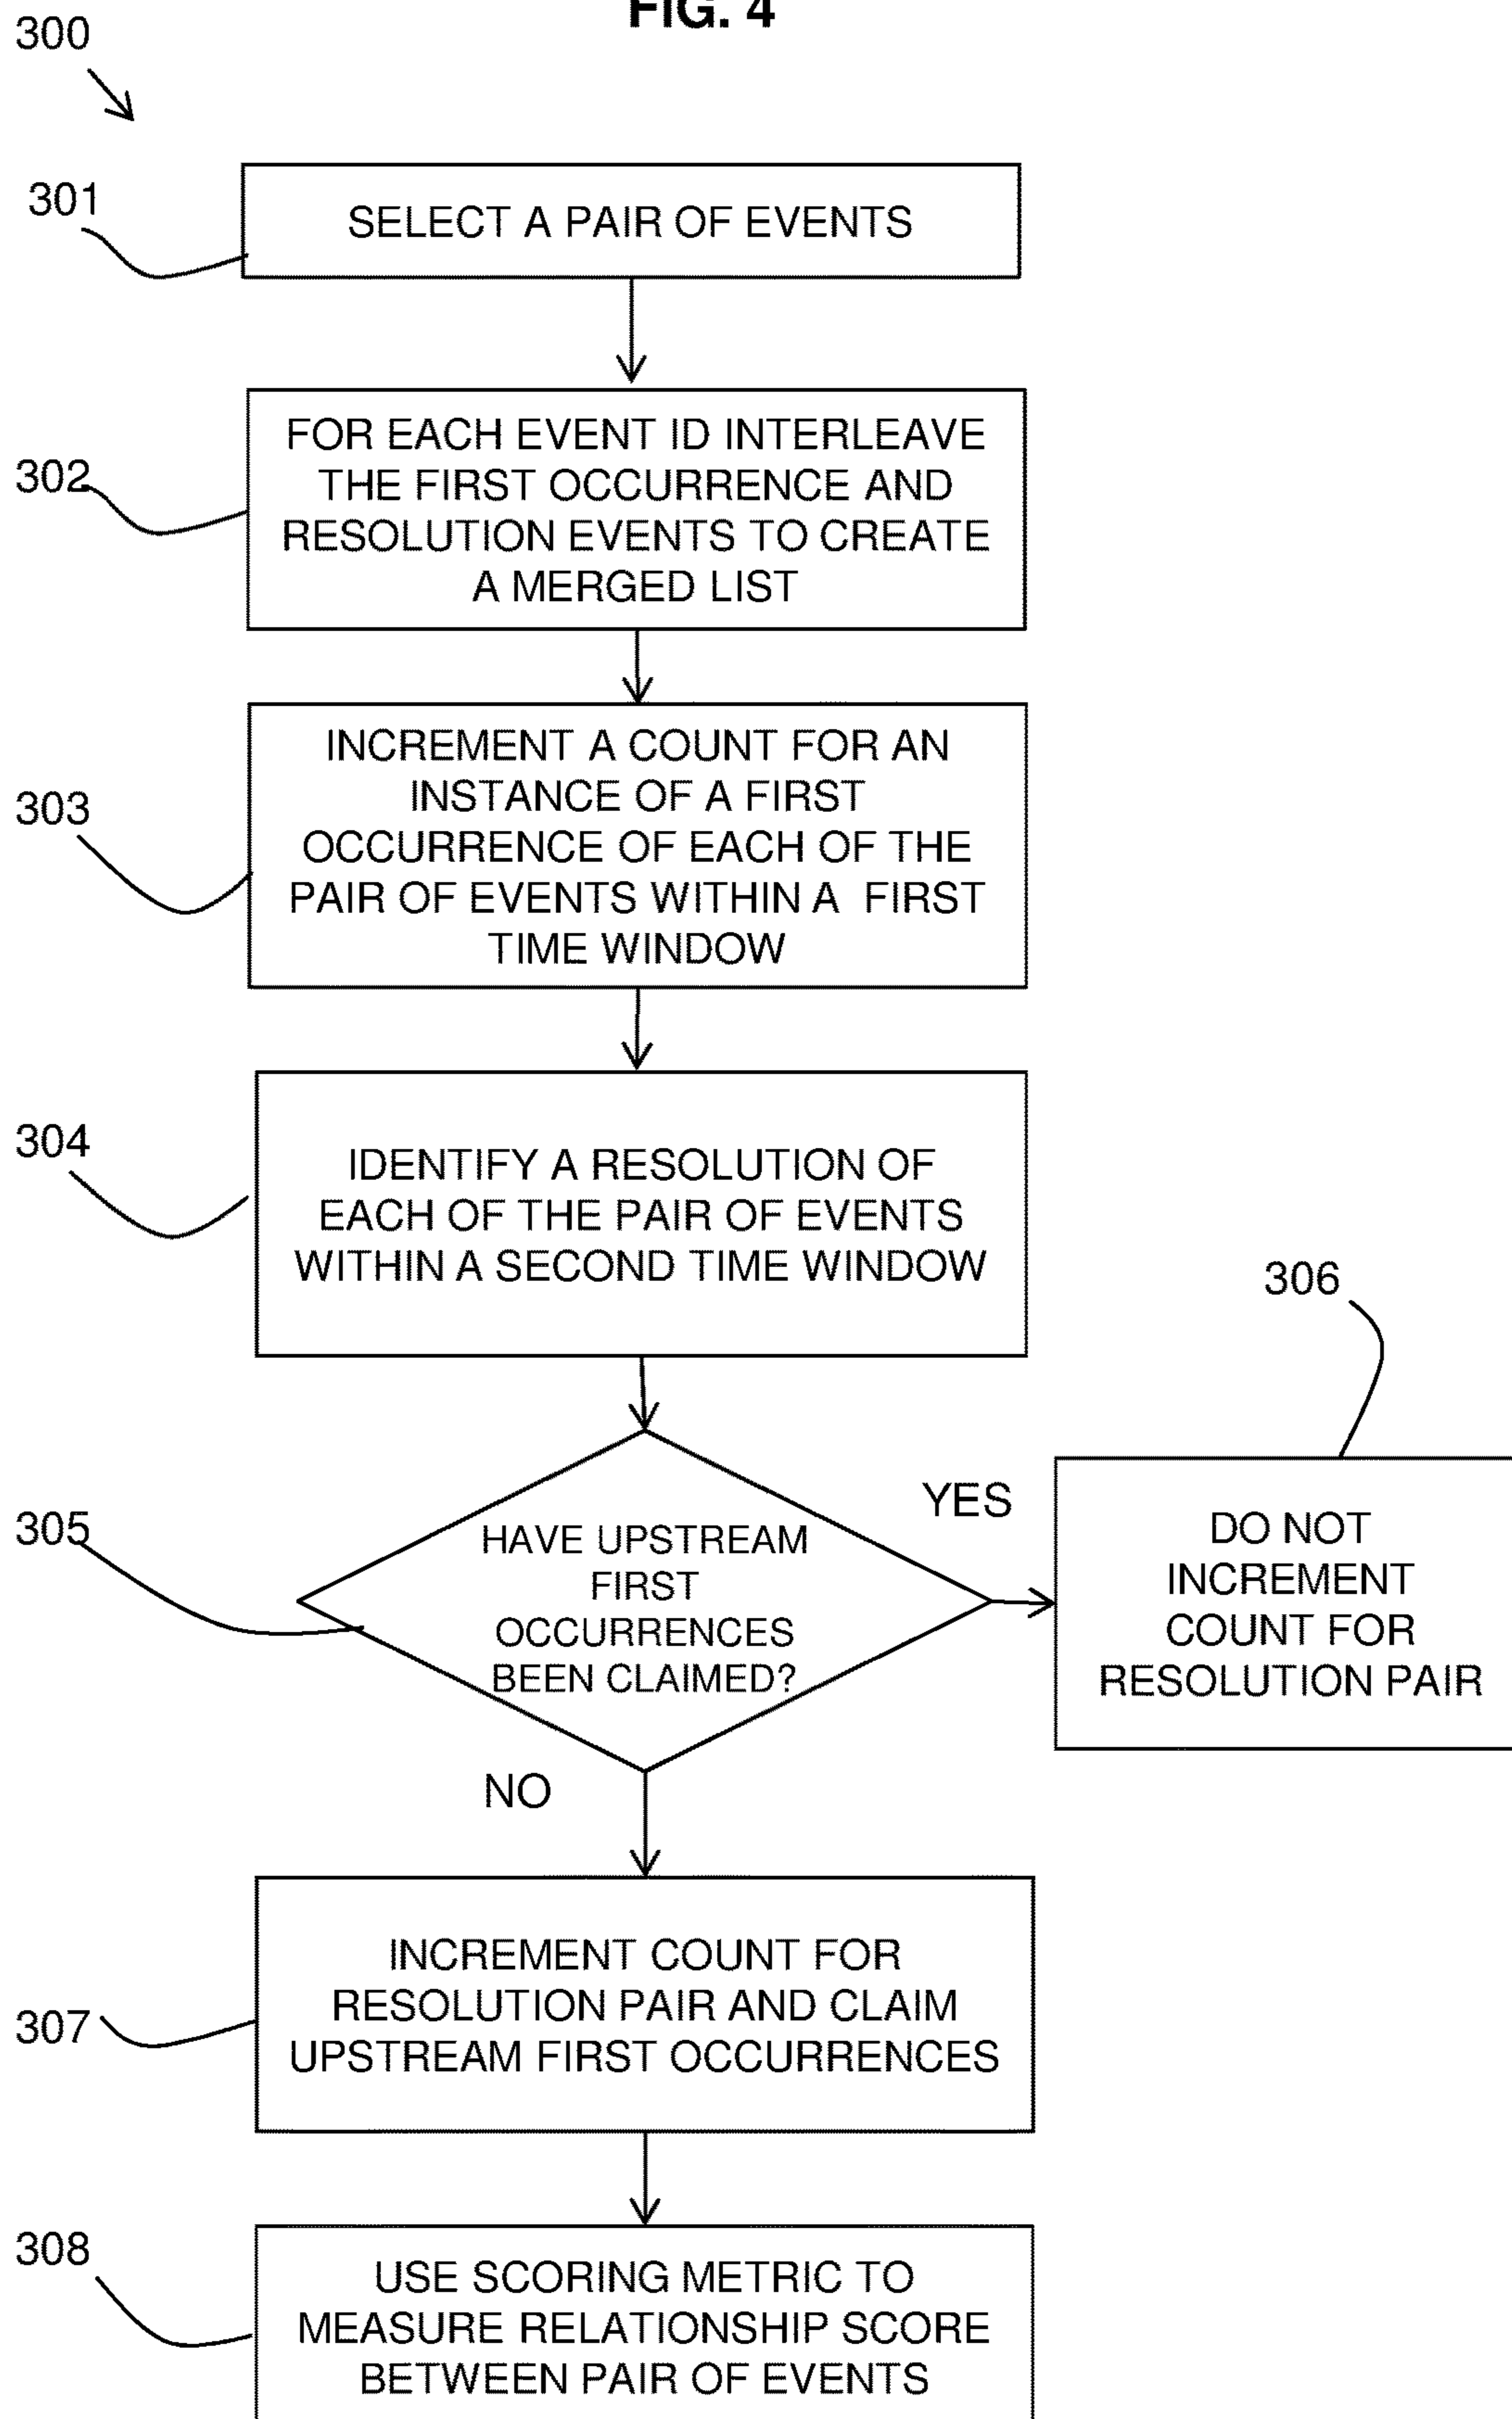 FIG. 4
300
301
SELECT A PAIR OF EVENTS
302
FOR EACH EVENT ID INTERLEAVE
THE FIRST OCCURRENCE AND
RESOLUTION EVENTS TO CREATE
A MERGED LIST
303
INCREMENT A COUNT FOR AN
INSTANCE OF A FIRST
OCCURRENCE OF EACH OF THE
PAIR OF EVENTS WITHIN A FIRST
TIME WINDOW
304
IDENTIFY A RESOLUTION OF
EACH OF THE PAIR OF EVENTS
WITHIN A SECOND TIME WINDOW
305
HAVE UPSTREAM
FIRST
OCCURRENCES
BEEN CLAIMED?
YES
306
DO NOT
INCREMENT
COUNT FOR
RESOLUTION PAIR
NO
307
INCREMENT COUNT FOR
RESOLUTION PAIR AND CLAIM
UPSTREAM FIRST OCCURRENCES
308
USE SCORING METRIC TO
MEASURE RELATIONSHIP SCORE
BETWEEN PAIR OF EVENTS